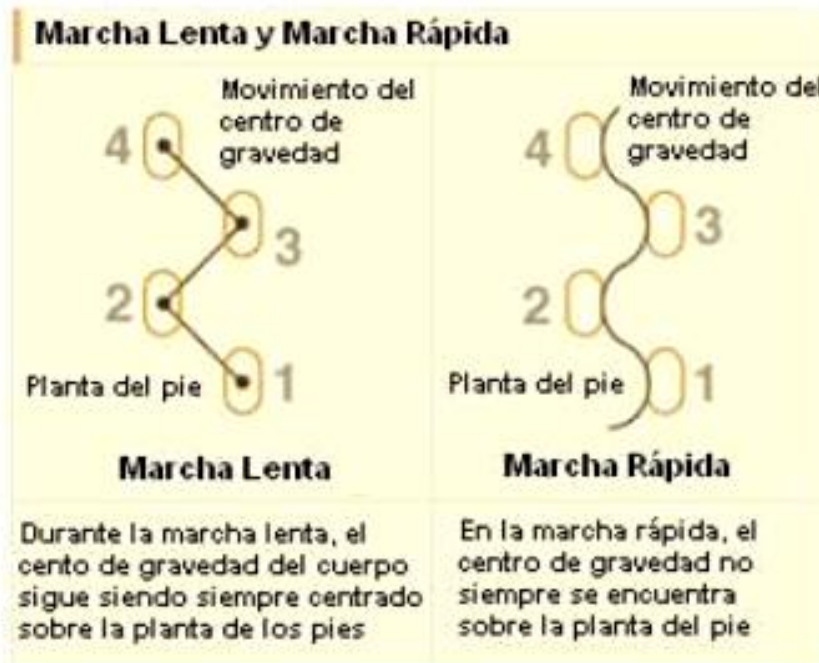 Marcha Lenta y Marcha Rápida
Movimiento del
centro de
gravedad
4
3
2
1
Planta del pie
Marcha Lenta
Durante la marcha lenta, el
cento de gravedad del cuerpo
sigue siendo siempre centrado
sobre la planta de los pies
Movimiento del
centro de
gravedad
4
3
2
1
Planta del pie
Marcha Rápida
En la marcha rápida, el
centro de gravedad no
siempre se encuentra
sobre la planta del pie